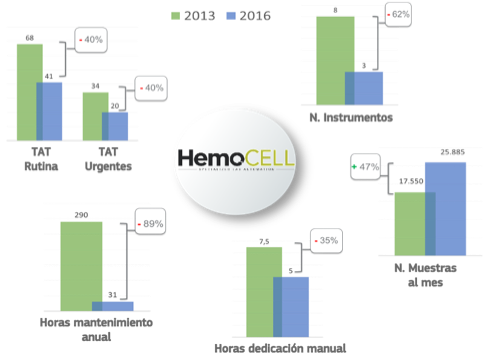 2013 2016
68
- 40%
41
34
- 40%
20
TAT
Rutina
TAT
Urgentes
8
- 62%
3
N. Instrumentos
HemoCELL
25.885
+ 47%
17.550
N. Muestras
al mes
290
- 89%
31
Horas mantenimiento
anual
7,5
- 35%
5
Horas dedicación manual